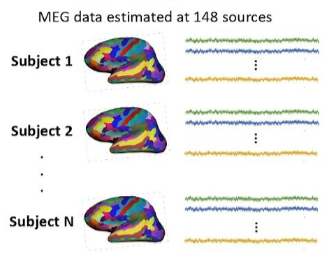 MEG data estimated at 148 sources
Subject 1
Subject 2
Subject N